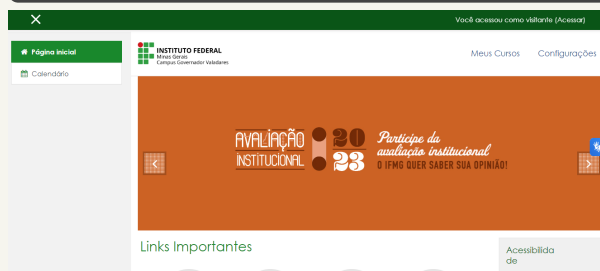 Você acessou como visitante (Acessar)
Página inicial
Calendário
INSTITUTO FEDERAL
Minas Gerais
Campus Governador Valadares
Meus Cursos
Configurações
AVALIAÇÃO
INSTITUCIONAL
20
23
Participe da
avaliação institucional
O IFMG QUER SABER SUA OPINIÃO!
Links Importantes
Acessibilida
de